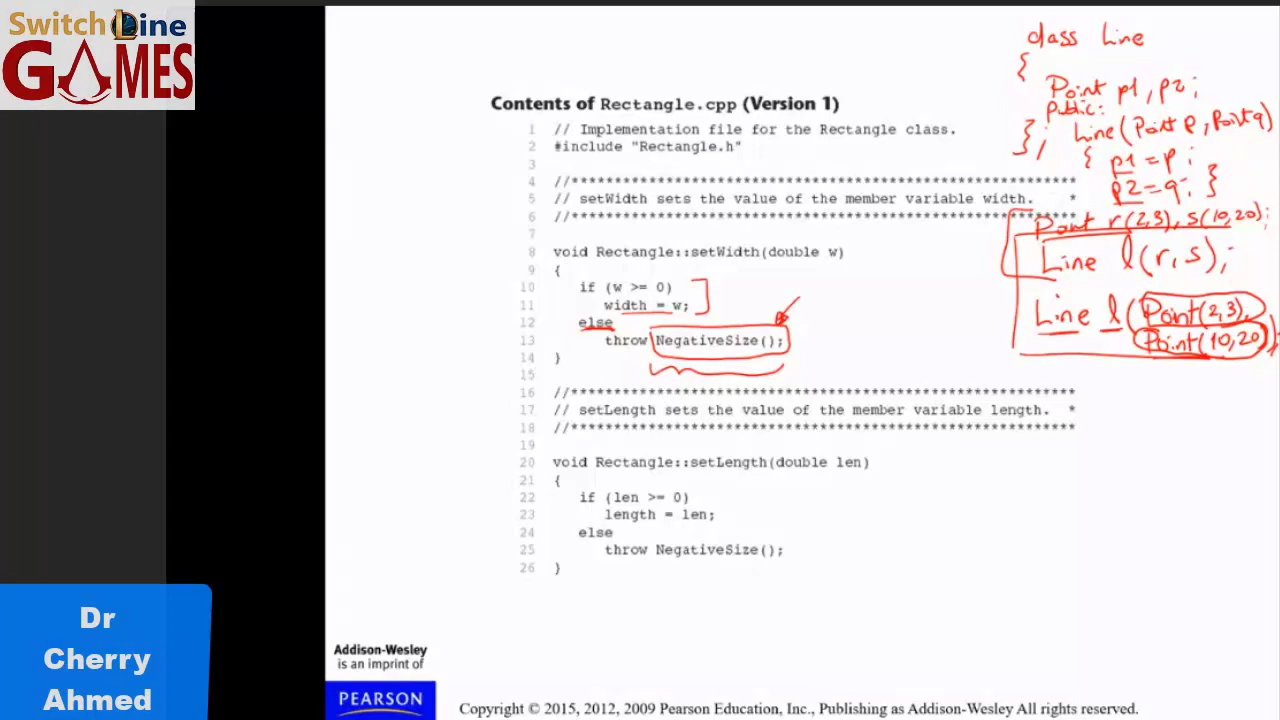 Switch Line
GAMES
class Line
{
Point p1, p2;
public:
}; Line(Point p, Point q)
{ p1 = p;
p2 = q; }
Point r(2,3), s(10,20);
Line l(r, s);
Line l(Point(2,3),
Point(10,20));
Contents of Rectangle.cpp (Version 1)
1 // Implementation file for the Rectangle class.
2 #include "Rectangle.h"
3
4 //***********************************************************
5 // setWidth sets the value of the member variable width. *
6 //***********************************************************
7
8 void Rectangle::setWidth(double w)
9 {
10 if (w >= 0)
11 width = w;
12 else
13 throw NegativeSize();
14 }
15
16 //***********************************************************
17 // setLength sets the value of the member variable length. *
18 //***********************************************************
19
20 void Rectangle::setLength(double len)
21 {
22 if (len >= 0)
23 length = len;
24 else
25 throw NegativeSize();
26 }
Dr
Cherry
Ahmed
Addison-Wesley
is an imprint of
PEARSON
Copyright © 2015, 2012, 2009 Pearson Education, Inc., Publishing as Addison-Wesley All rights reserved.